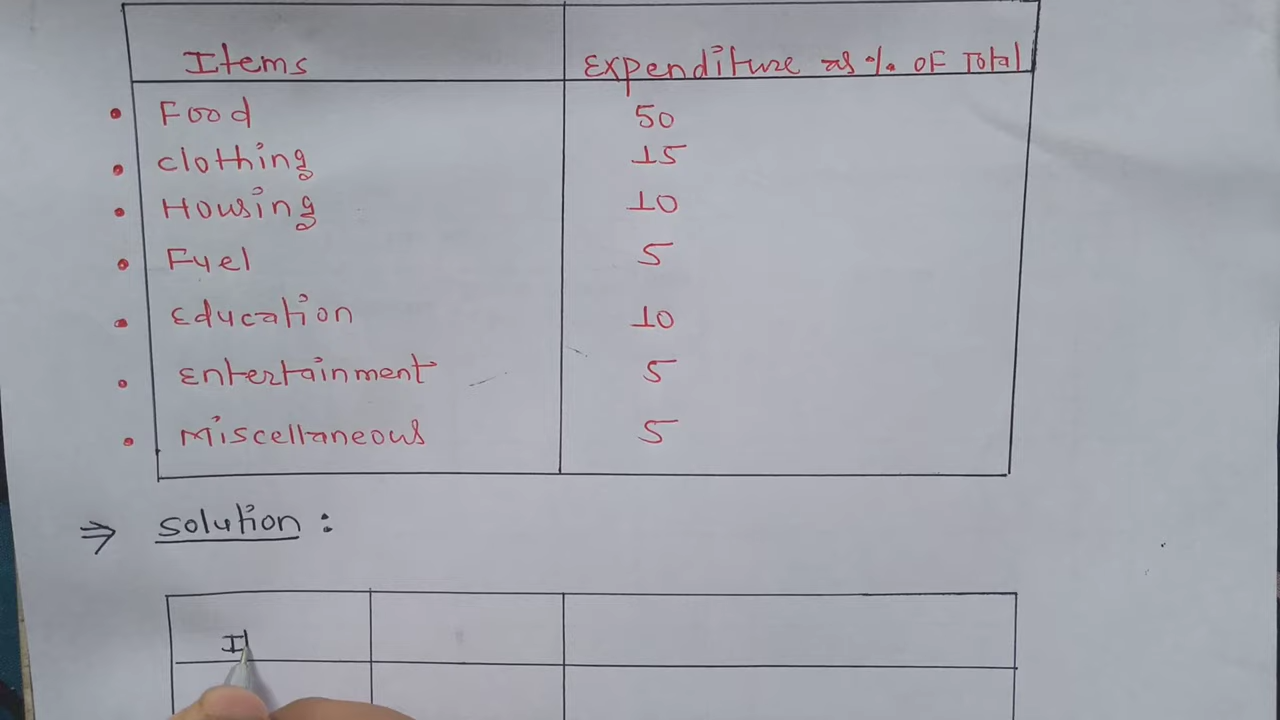 Items Expenditure as % of Total
• Food 50
• clothing 15
• Housing 10
• Fuel 5
• Education 10
• Entertainment 5
• Miscellaneous 5
⇒ Solution :
It